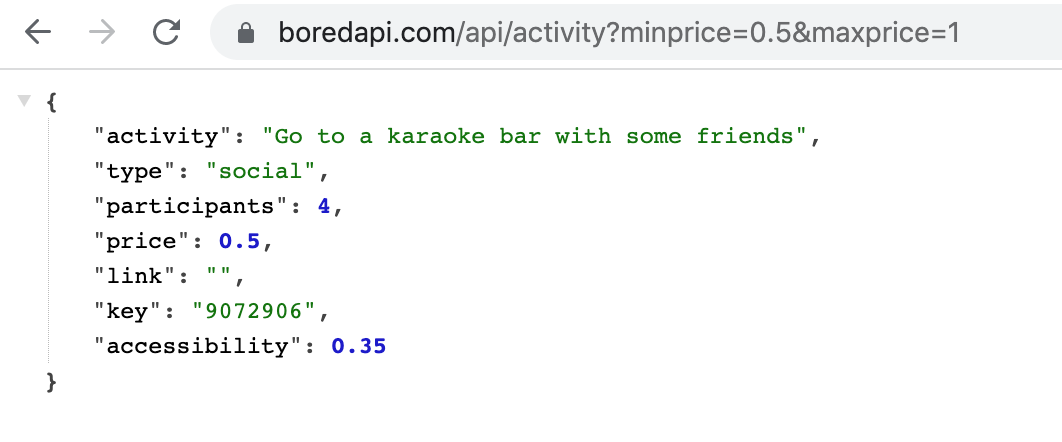 boredapi.com/api/activity?minprice=0.5&maxprice=1
{
"activity": "Go to a karaoke bar with some friends",
"type": "social",
"participants": 4,
"price": 0.5,
"link": "",
"key": "9072906",
"accessibility": 0.35
}